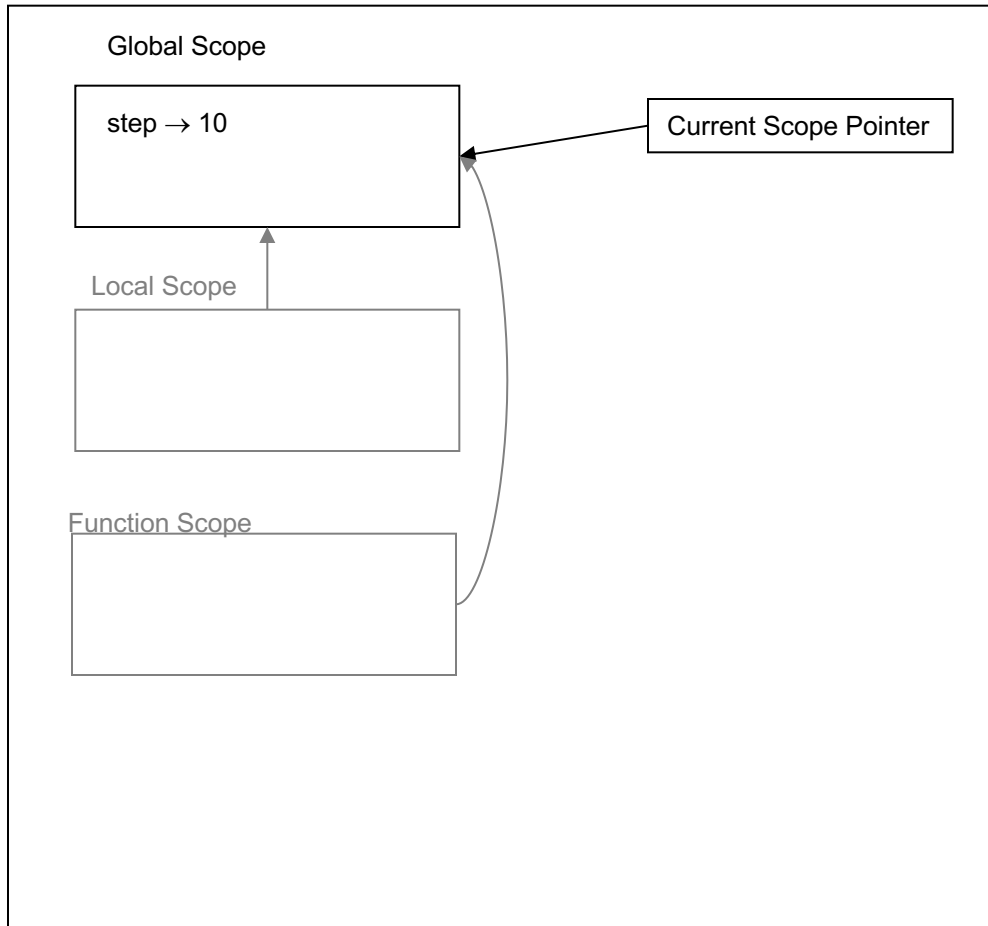 Global Scope
step → 10
Current Scope Pointer
Local Scope
Function Scope